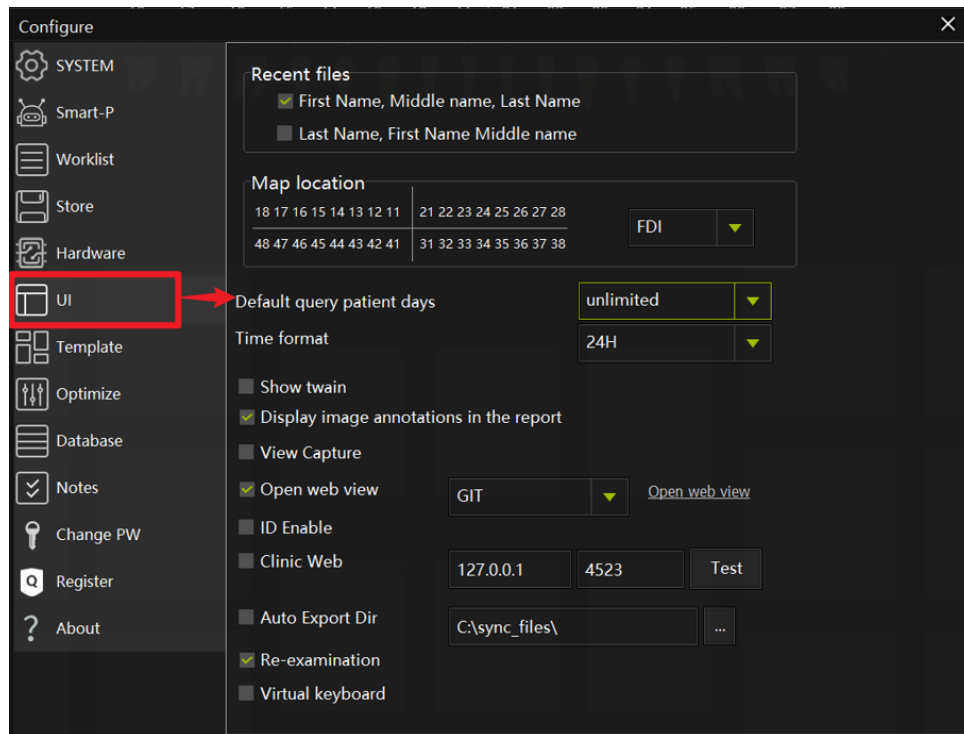 Configure
SYSTEM
Smart-P
Worklist
Store
Hardware
UI
Template
Optimize
Database
Notes
Change PW
Register
About
Recent files
First Name, Middle name, Last Name
Last Name, First Name Middle name
Map location
18 17 16 15 14 13 12 11 21 22 23 24 25 26 27 28
48 47 46 45 44 43 42 41 31 32 33 34 35 36 37 38
FDI
Default query patient days unlimited
Time format 24H
Show twain
Display image annotations in the report
View Capture
Open web view GIT Open web view
ID Enable
Clinic Web 127.0.0.1 4523 Test
Auto Export Dir C:\sync_files\ ...
Re-examination
Virtual keyboard